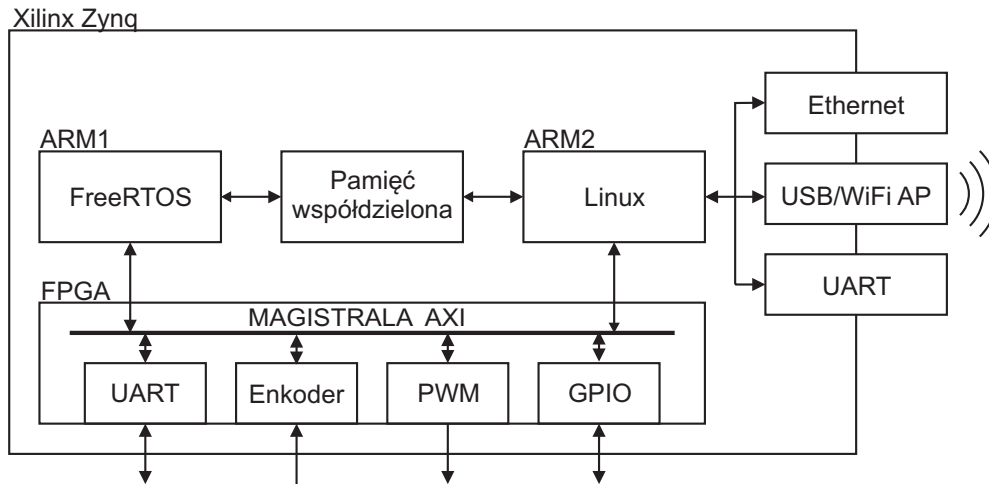 Xilinx Zynq
Ethernet
ARM1
ARM2
FreeRTOS
Pamięć
współdzielona
Linux
USB/WiFi AP
UART
FPGA
MAGISTRALA AXI
UART
Enkoder
PWM
GPIO